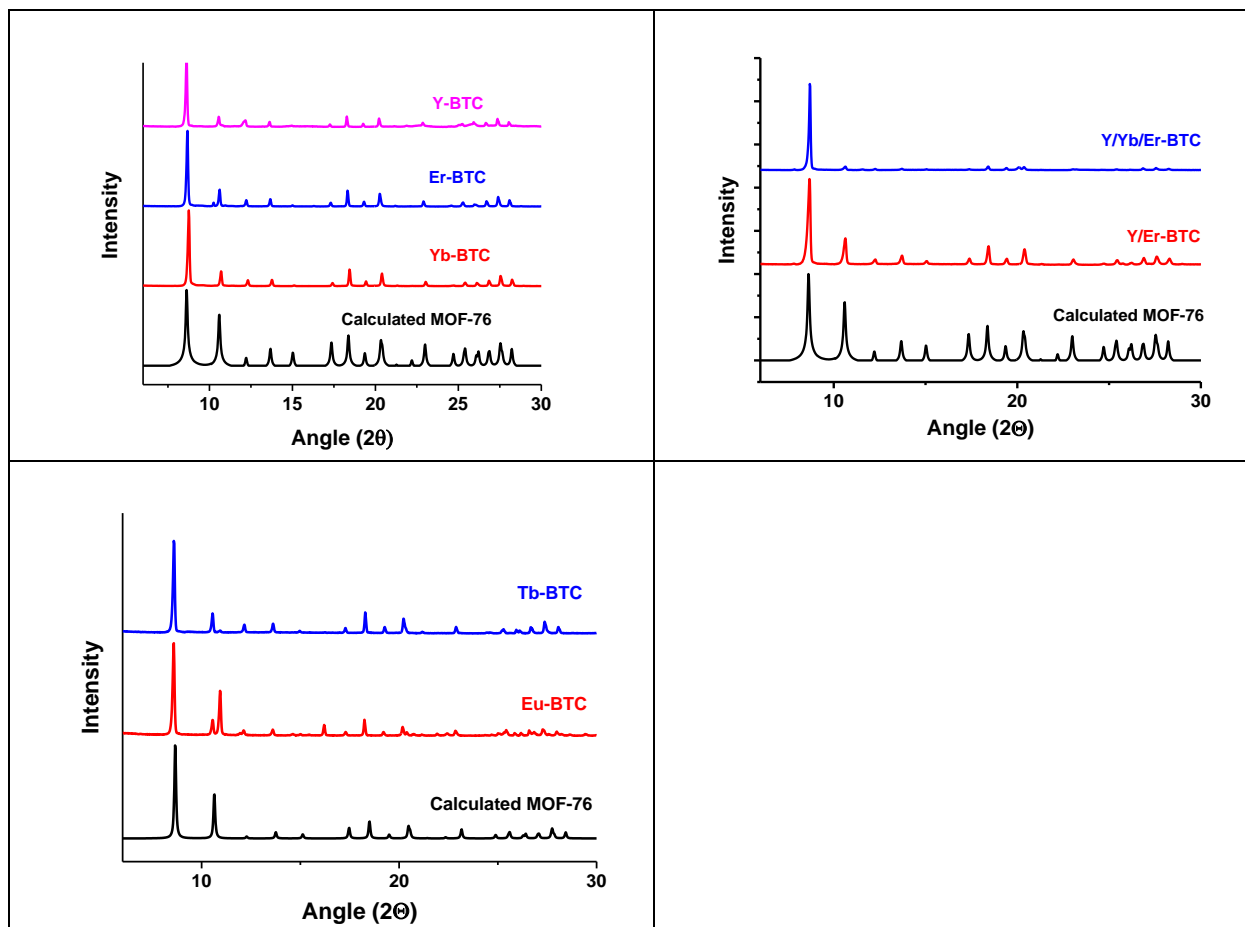 Y-BTC
Er-BTC
Yb-BTC
Calculated MOF-76
Intensity
10 15 20 25 30
Angle (2θ)
Y/Yb/Er-BTC
Y/Er-BTC
Calculated MOF-76
Intensity
10 20 30
Angle (2Θ)
Tb-BTC
Eu-BTC
Calculated MOF-76
Intensity
10 20 30
Angle (2Θ)